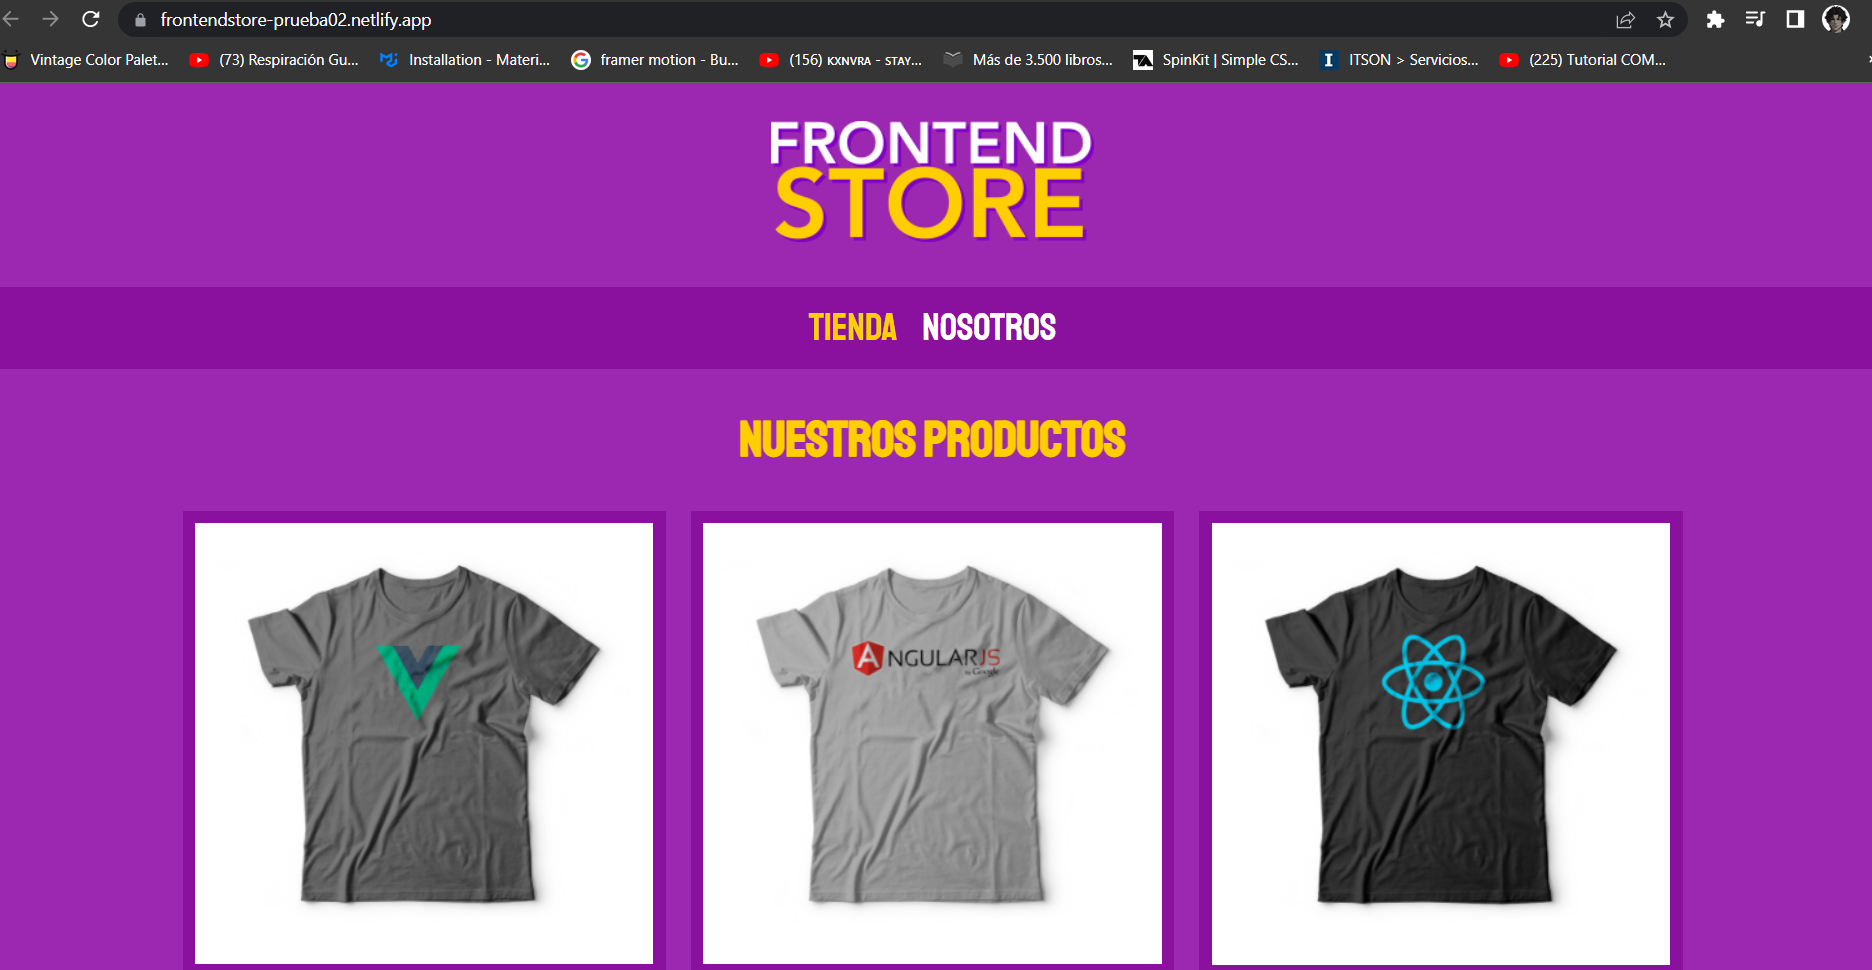 frontendstore-prueba02.netlify.app
Vintage Color Palet... (73) Respiración Gu... Installation - Materi... framer motion - Bu... (156) ᴋxɴᴠʀᴀ - sᴛᴀʏ... Más de 3.500 libros... SpinKit | Simple CS... ITSON > Servicios... (225) Tutorial COM...
FRONTEND
STORE
TIENDA NOSOTROS
NUESTROS PRODUCTOS
ANGULARJS
by Google